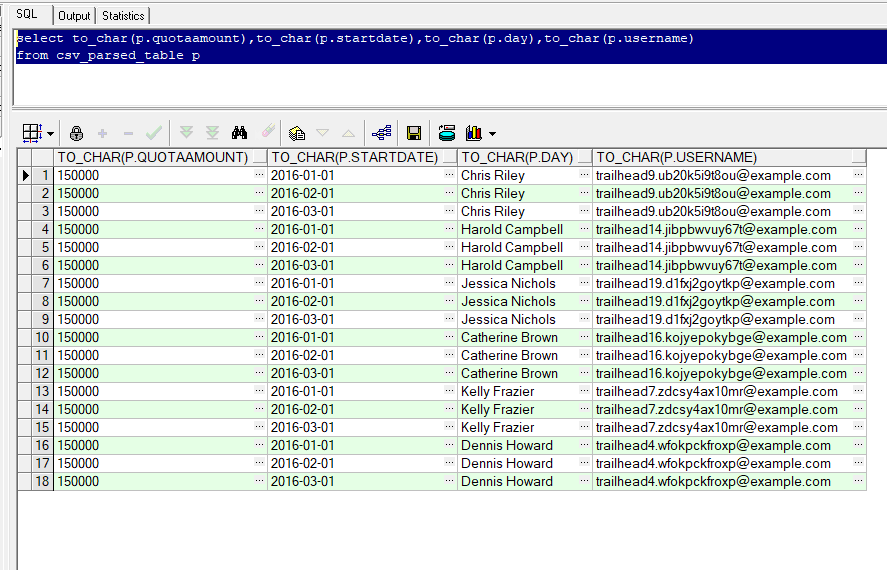 SQL Output Statistics
select to_char(p.quotaamount),to_char(p.startdate),to_char(p.day),to_char(p.username)
from csv_parsed_table p
TO_CHAR(P.QUOTAAMOUNT) TO_CHAR(P.STARTDATE) TO_CHAR(P.DAY) TO_CHAR(P.USERNAME)
1 150000 2016-01-01 Chris Riley trailhead9.ub20k5i9t8ou@example.com
2 150000 2016-02-01 Chris Riley trailhead9.ub20k5i9t8ou@example.com
3 150000 2016-03-01 Chris Riley trailhead9.ub20k5i9t8ou@example.com
4 150000 2016-01-01 Harold Campbell trailhead14.jibpbwvuy67t@example.com
5 150000 2016-02-01 Harold Campbell trailhead14.jibpbwvuy67t@example.com
6 150000 2016-03-01 Harold Campbell trailhead14.jibpbwvuy67t@example.com
7 150000 2016-01-01 Jessica Nichols trailhead19.d1fxj2goytkp@example.com
8 150000 2016-02-01 Jessica Nichols trailhead19.d1fxj2goytkp@example.com
9 150000 2016-03-01 Jessica Nichols trailhead19.d1fxj2goytkp@example.com
10 150000 2016-01-01 Catherine Brown trailhead16.kojyepokybge@example.com
11 150000 2016-02-01 Catherine Brown trailhead16.kojyepokybge@example.com
12 150000 2016-03-01 Catherine Brown trailhead16.kojyepokybge@example.com
13 150000 2016-01-01 Kelly Frazier trailhead7.zdcsy4ax10mr@example.com
14 150000 2016-02-01 Kelly Frazier trailhead7.zdcsy4ax10mr@example.com
15 150000 2016-03-01 Kelly Frazier trailhead7.zdcsy4ax10mr@example.com
16 150000 2016-01-01 Dennis Howard trailhead4.wfokpckfroxp@example.com
17 150000 2016-02-01 Dennis Howard trailhead4.wfokpckfroxp@example.com
18 150000 2016-03-01 Dennis Howard trailhead4.wfokpckfroxp@example.com